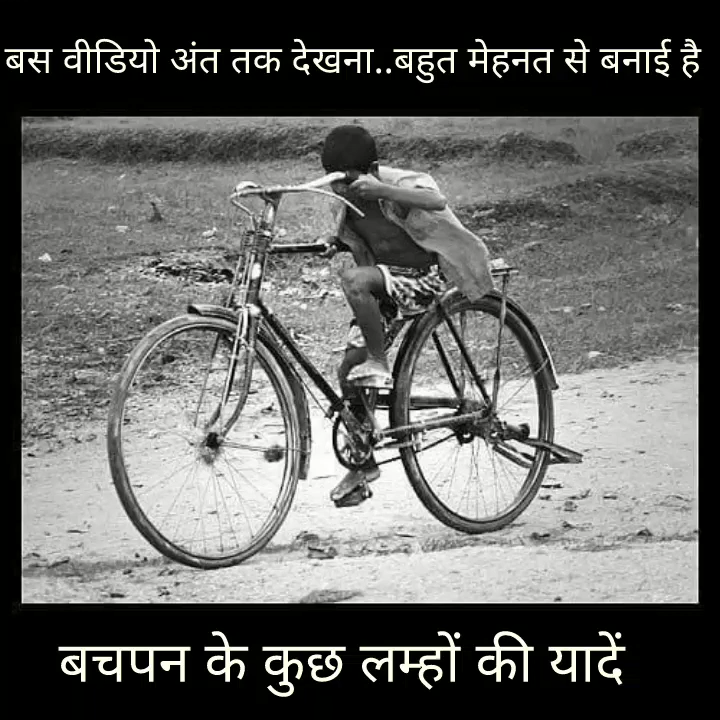 बस वीडियो अंत तक देखना..बहुत मेहनत से बनाई है
बचपन के कुछ लम्हों की यादें